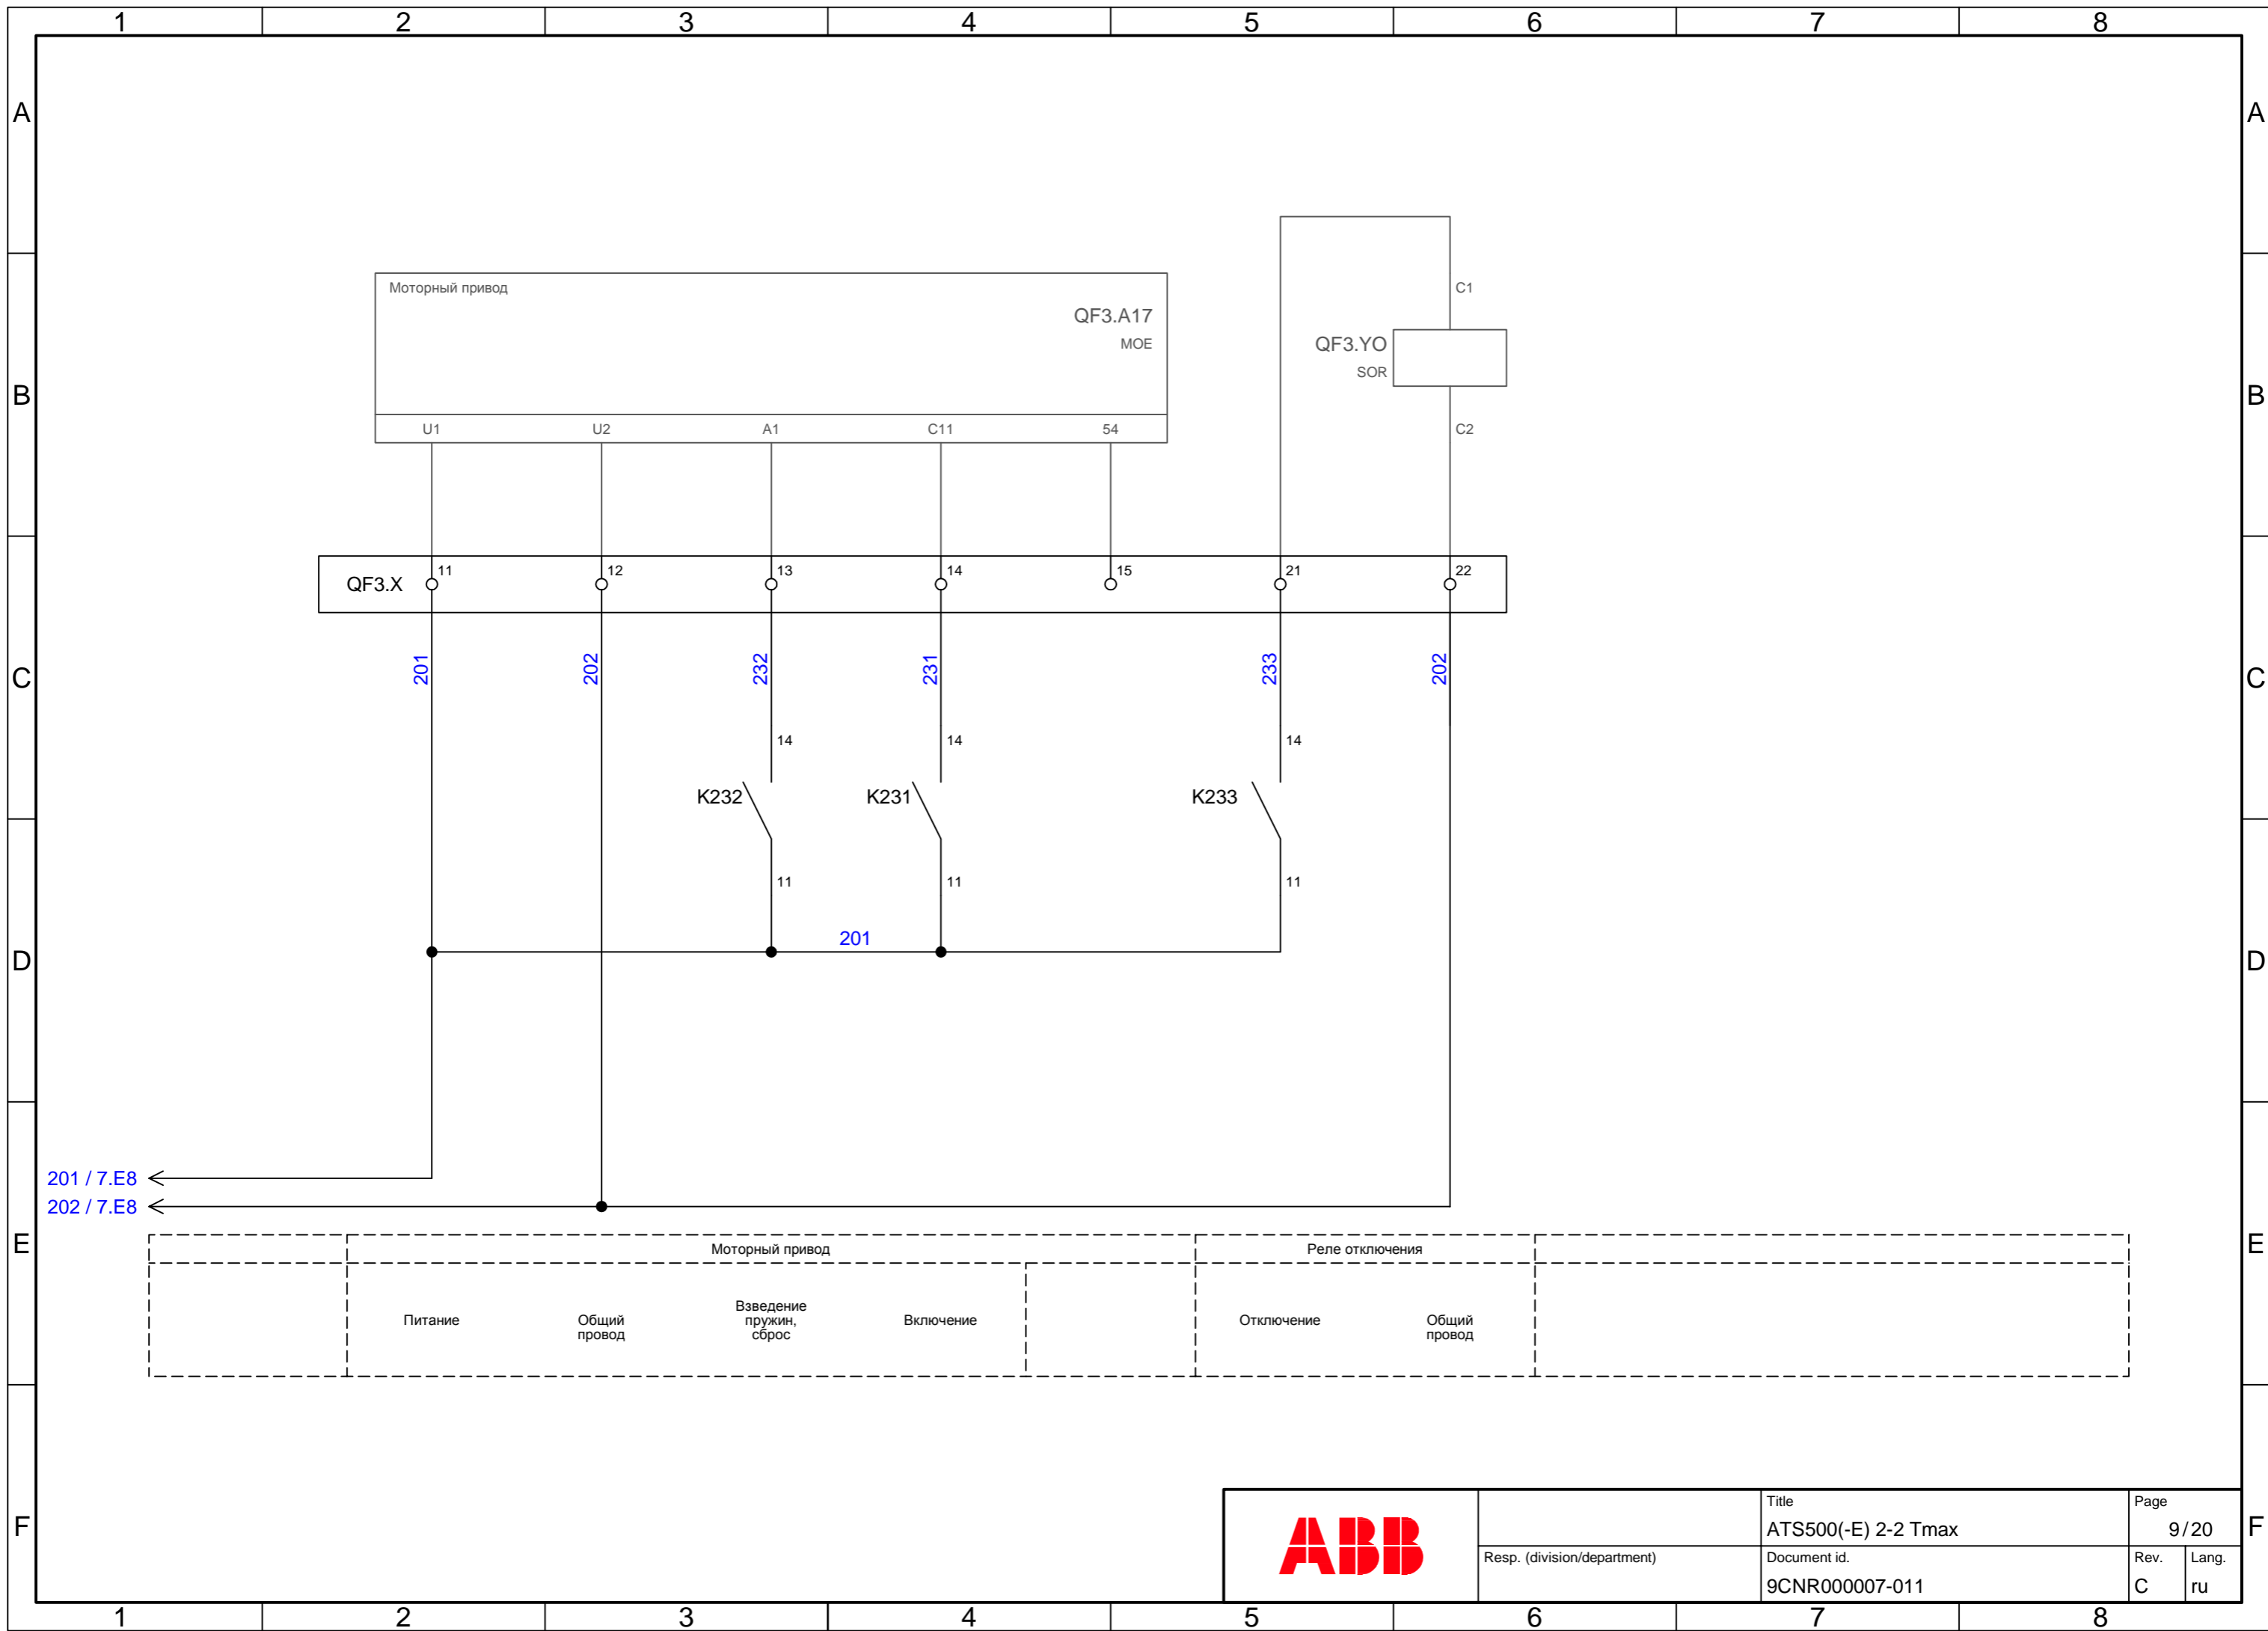 1 2 3 4 5 6 7 8
A A
Моторный привод
QF3.A17
MOE
C1
QF3.YO
SOR
B B
U1 U2 A1 C11 54
C2
QF3.X 11 12 13 14 15 21 22
201 202 232 231 233 202
C C
14 14 14
K232 K231 K233
11 11 11
201
D D
201 / 7.E8
202 / 7.E8
E E
Моторный привод Реле отключения
Питание
Общий
провод
Взведение
пружин,
сброс
Включение
Отключение
Общий
провод
F F
ABB
Title
ATS500(-E) 2-2 Tmax
Page
9/20
Resp. (division/department)
Document id.
9CNR000007-011
Rev.
C
Lang.
ru
1 2 3 4 5 6 7 8